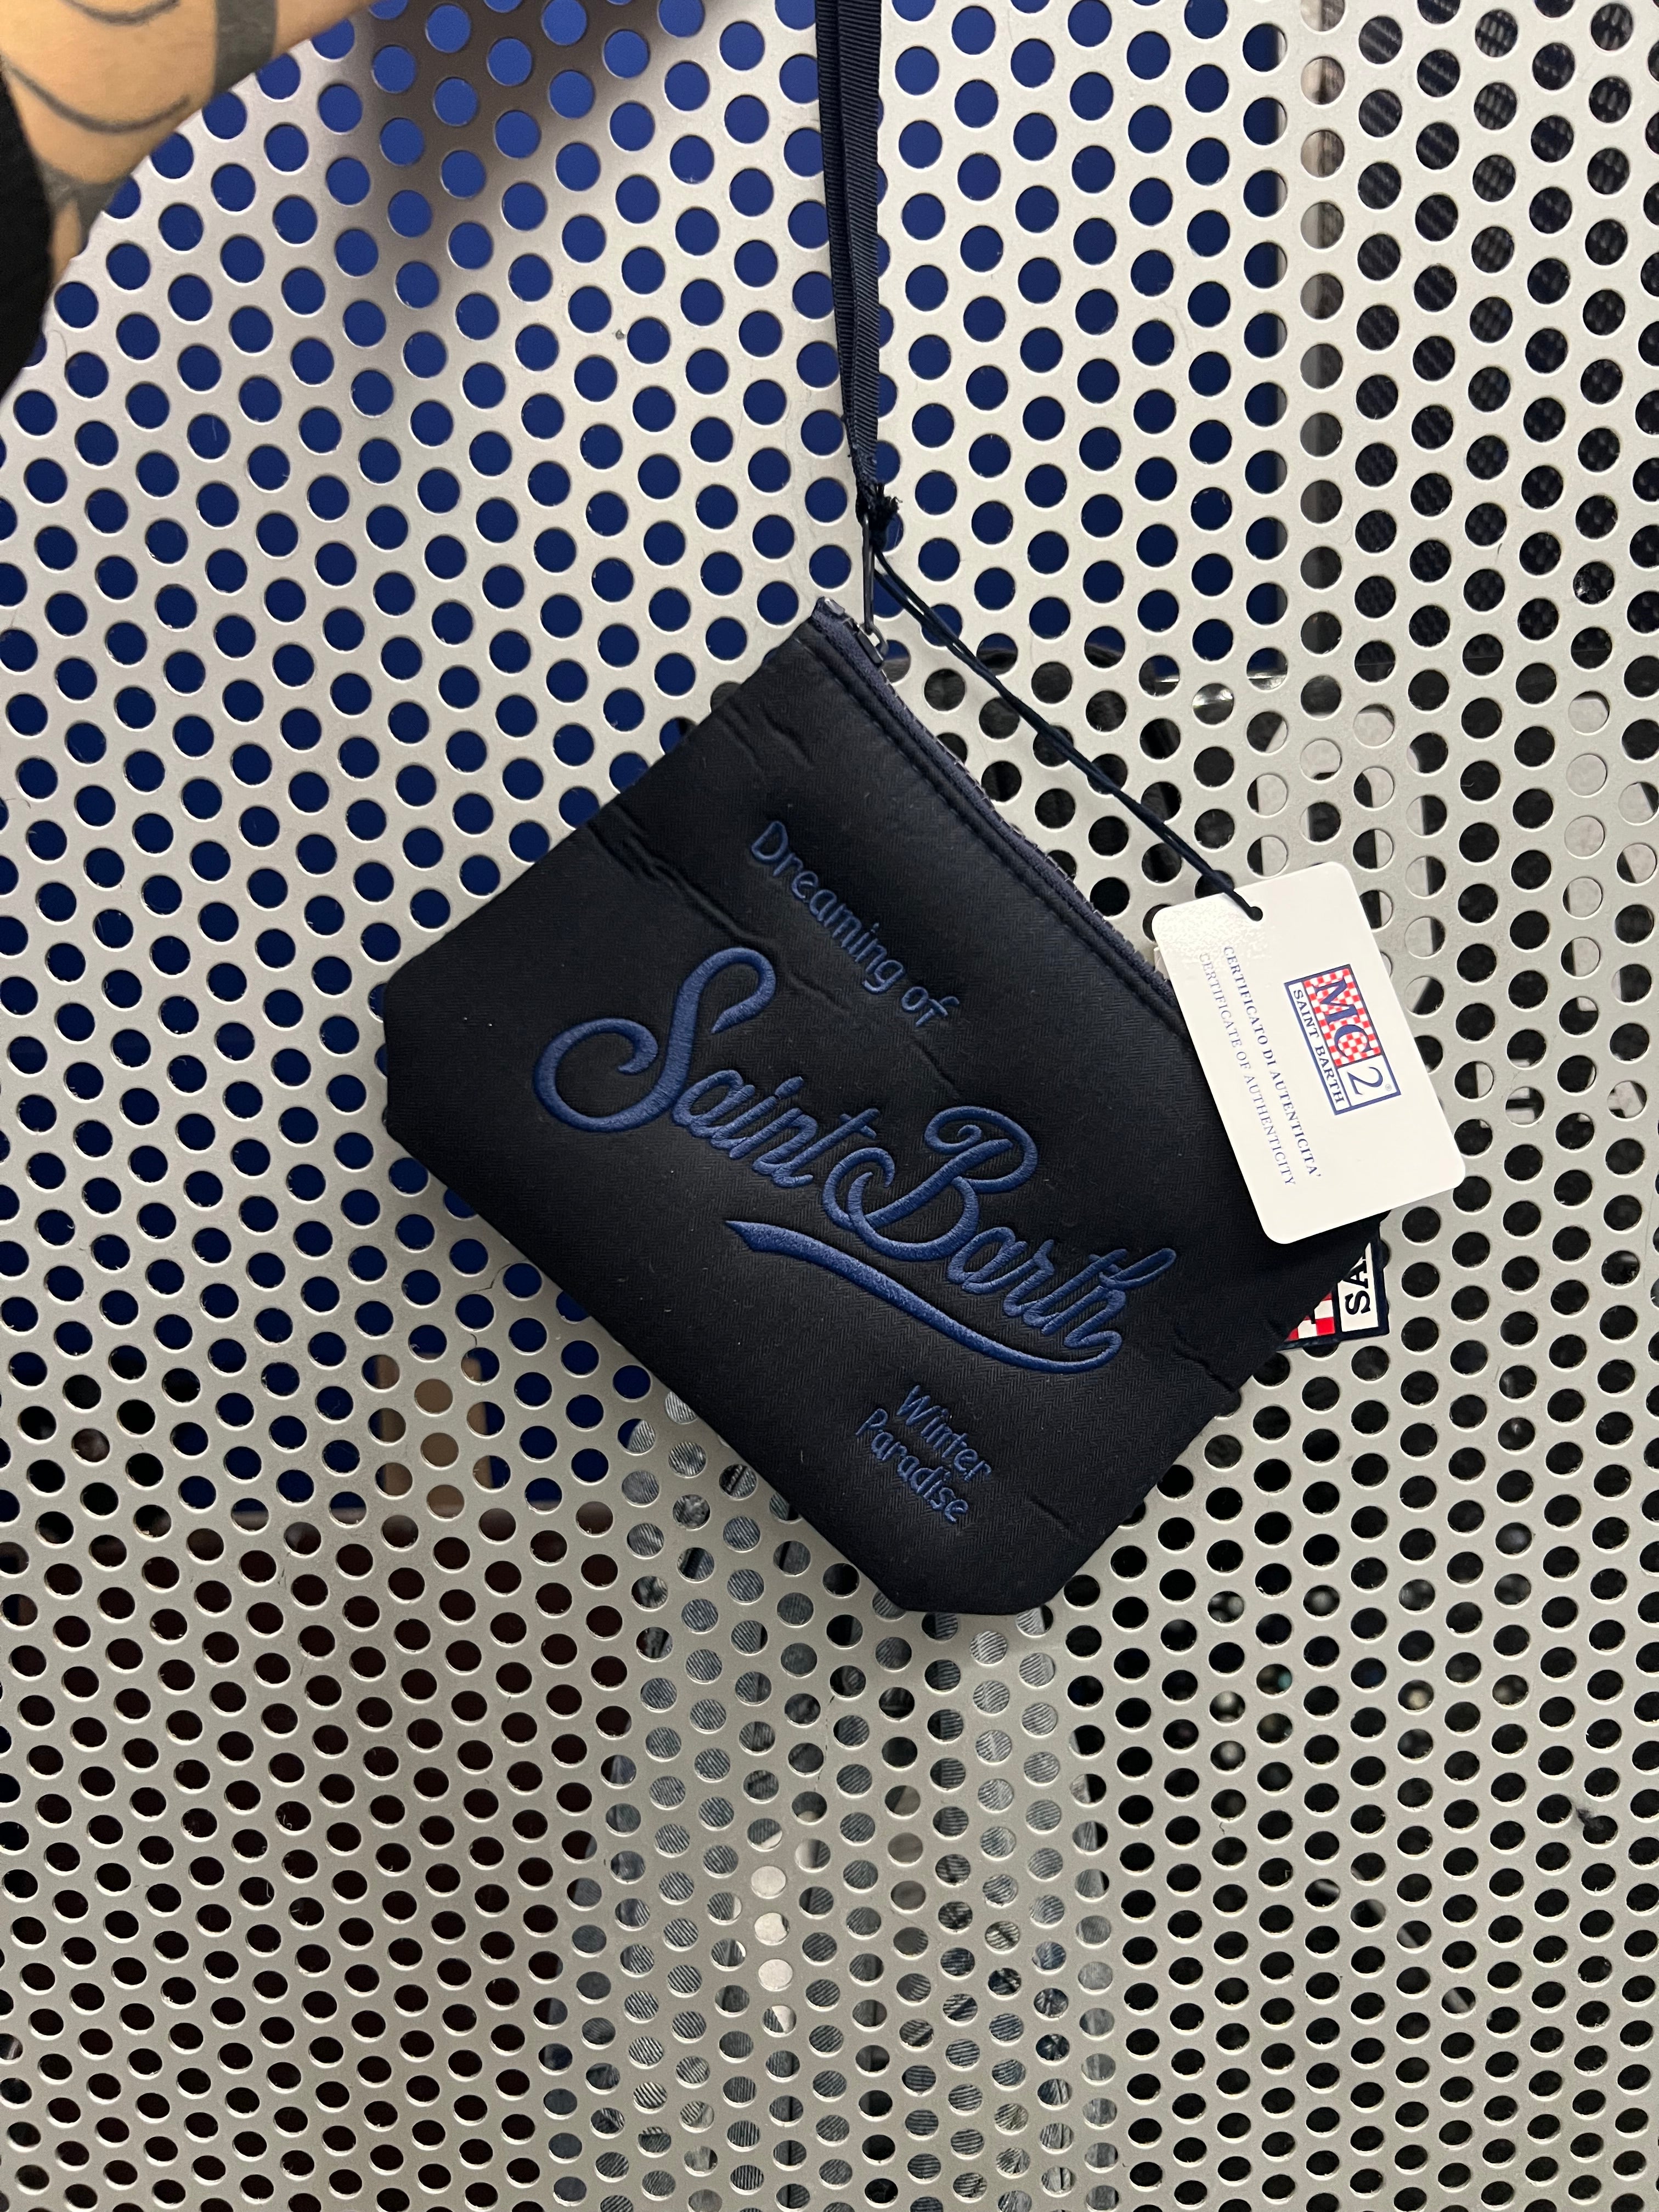 Dreaming of
Saint Barth
Winter
Paradise
MC2
SAINT BARTH
CERTIFICATO DI AUTENTICITA'
CERTIFICATE OF AUTHENTICITY